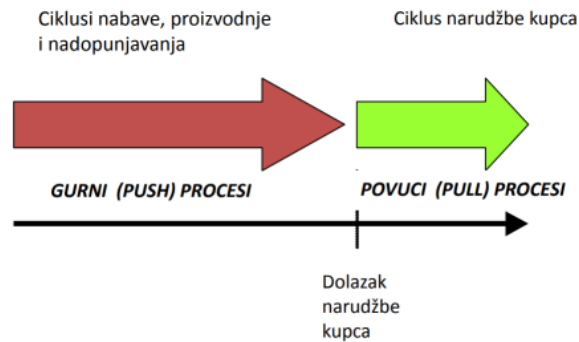 Ciklusi nabave, proizvodnje
i nadopunjavanja
Ciklus narudžbe kupca
GURNI (PUSH) PROCESI
POVUCI (PULL) PROCESI
Dolazak
narudžbe
kupca